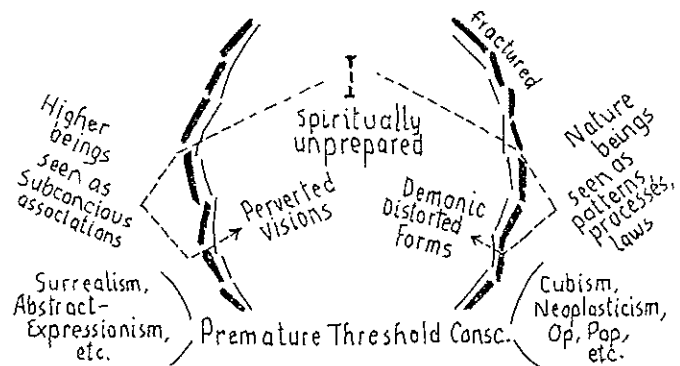 fractured
Higher
beings
seen as
Subconcious
associations
I
Spiritually
unprepared
Nature
beings
seen as
patterns,
processes,
laws
Perverted
Visions
Demonic
Distorted
Forms
Surrealism,
Abstract-
Expressionism,
etc.
Premature Threshold Consc.
Cubism,
Neoplasticism,
Op, Pop,
etc.